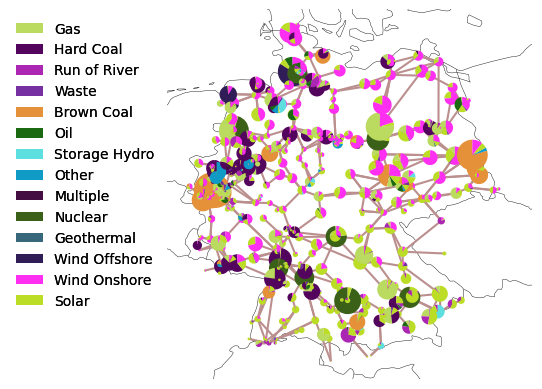 Gas
Hard Coal
Run of River
Waste
Brown Coal
Oil
Storage Hydro
Other
Multiple
Nuclear
Geothermal
Wind Offshore
Wind Onshore
Solar